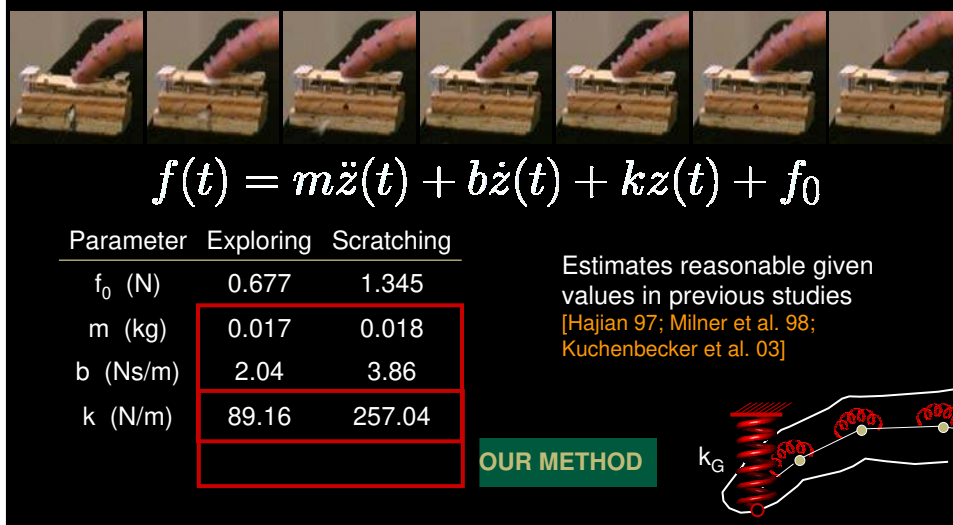 f(t) = mz̈(t) + bż(t) + kz(t) + f₀
Parameter Exploring Scratching
f₀ (N) 0.677 1.345
m (kg) 0.017 0.018
b (Ns/m) 2.04 3.86
k (N/m) 89.16 257.04
Estimates reasonable given
values in previous studies
[Hajian 97; Milner et al. 98;
Kuchenbecker et al. 03]
OUR METHOD
k_G